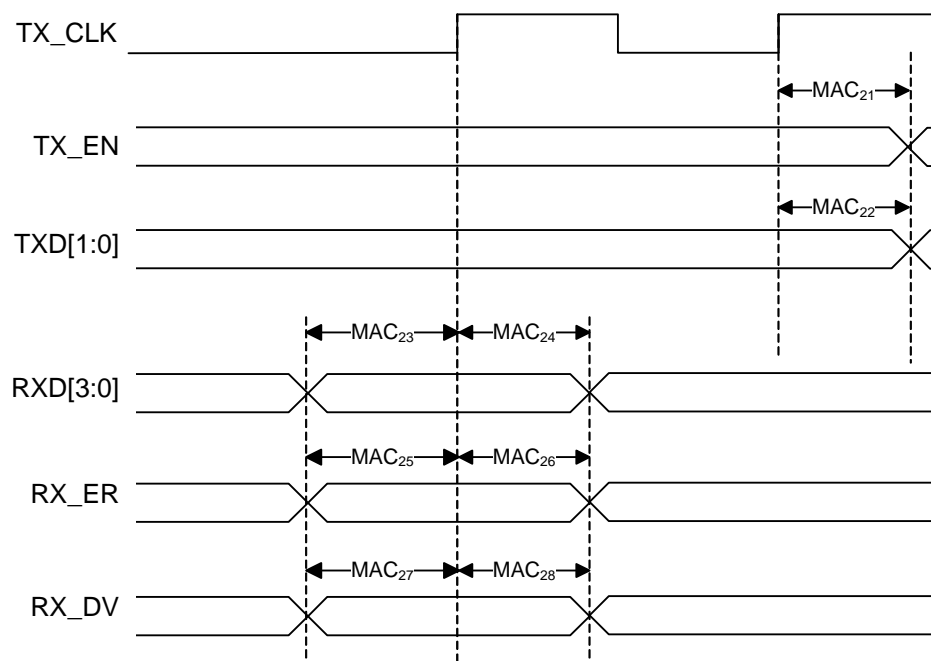 TX_CLK
MAC21
TX_EN
MAC22
TXD[1:0]
MAC23 MAC24
RXD[3:0]
MAC25 MAC26
RX_ER
MAC27 MAC28
RX_DV